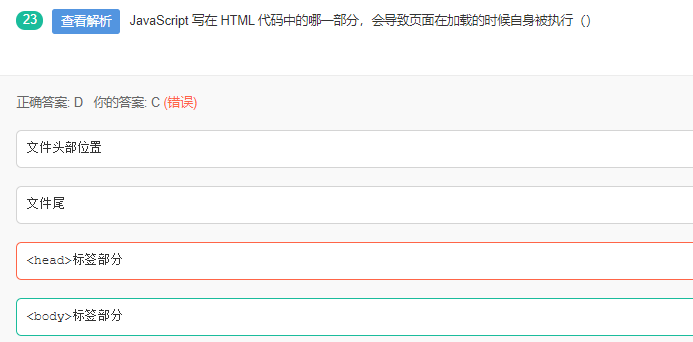 23 查看解析 JavaScript 写在 HTML 代码中的哪一部分，会导致页面在加载的时候自身被执行（）
正确答案: D 你的答案: C (错误)
文件头部位置
文件尾
<head>标签部分
<body>标签部分